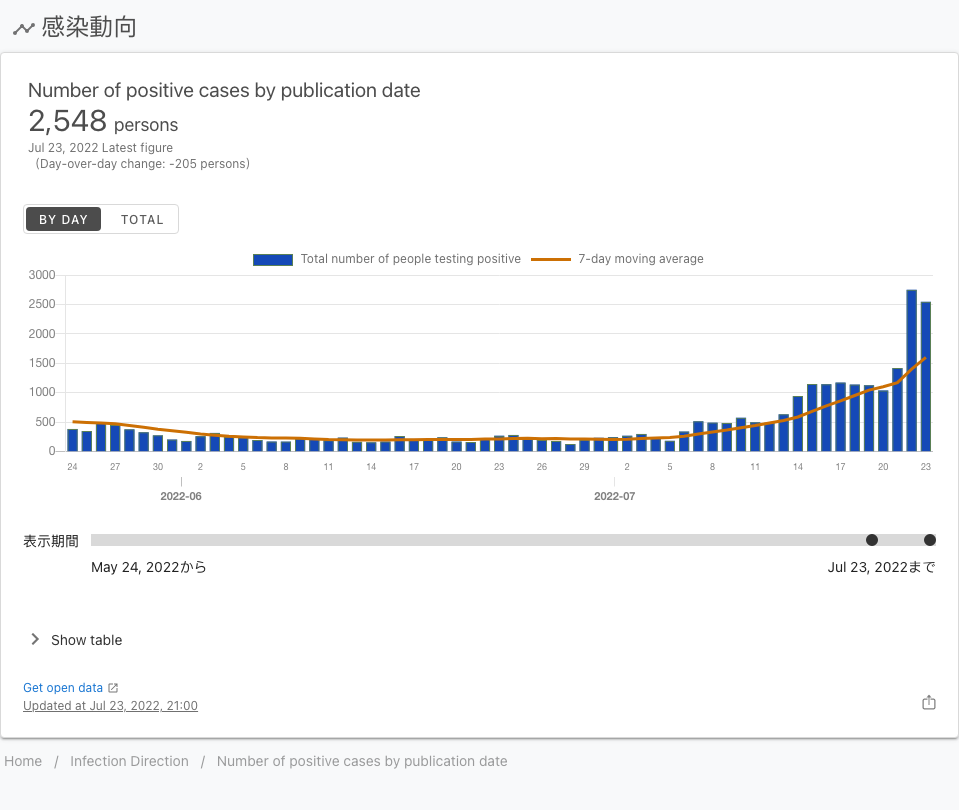 感染動向
Number of positive cases by publication date
2,548 persons
Jul 23, 2022 Latest figure
(Day-over-day change: -205 persons)
BY DAY TOTAL
Total number of people testing positive 7-day moving average
3000
2500
2000
1500
1000
500
0
24 27 30 2 5 8 11 14 17 20 23 26 29 2 5 8 11 14 17 20 23
2022-06 2022-07
表示期間
May 24, 2022から Jul 23, 2022まで
Show table
Get open data
Updated at Jul 23, 2022, 21:00
Home / Infection Direction / Number of positive cases by publication date